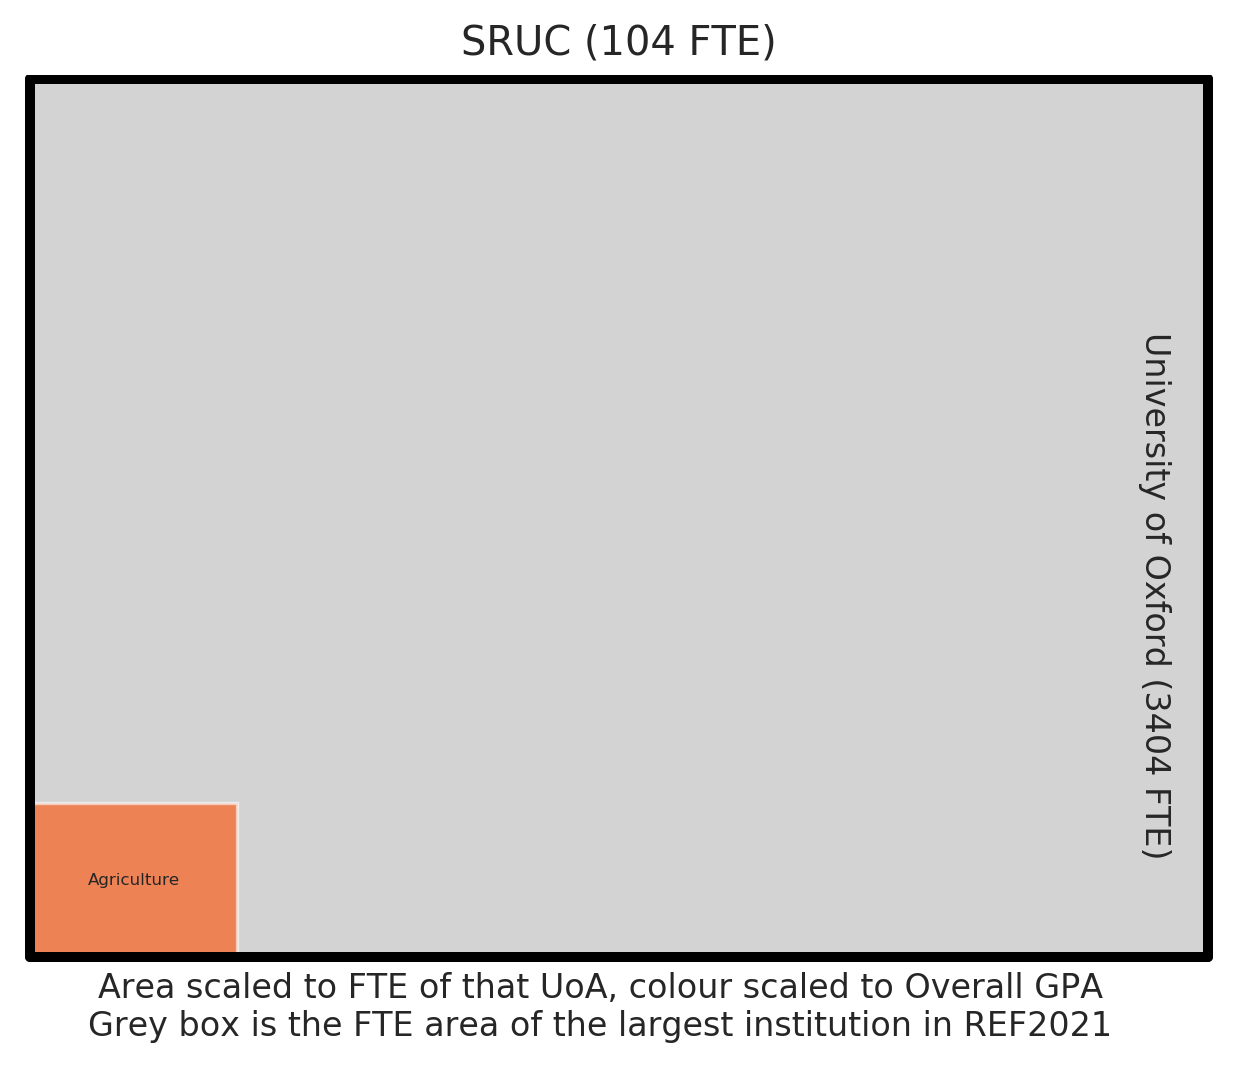 SRUC (104 FTE)
University of Oxford (3404 FTE)
Agriculture
Area scaled to FTE of that UoA, colour scaled to Overall GPA
Grey box is the FTE area of the largest institution in REF2021